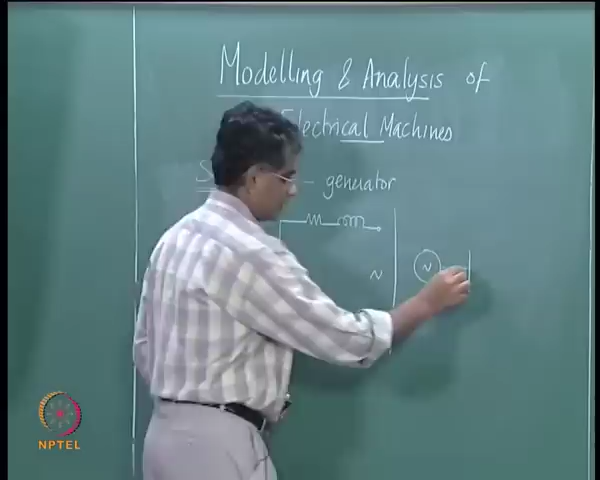 Modelling & Analysis of
Electrical Machines
– generator
~
~
NPTEL